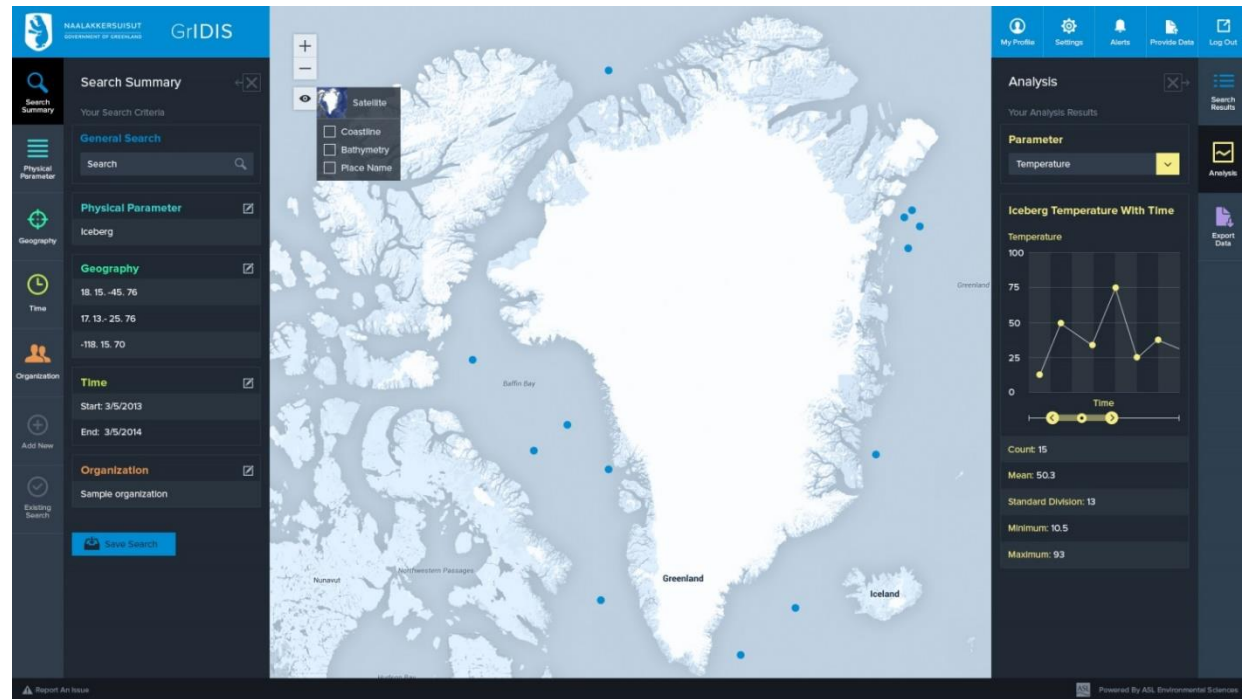 NAALAKKERSUISUT
GOVERNMENT OF GREENLAND
GrIDIS
My Profile
Settings
Alerts
Provide Data
Log Out
Search
Summary
Physical
Parameter
Geography
Time
Organization
Add New
Existing
Search
Search Summary
Your Search Criteria
General Search
Search
Physical Parameter
Iceberg
Geography
18. 15. -45. 76
17. 13.- 25. 76
-118. 15. 70
Time
Start: 3/5/2013
End: 3/5/2014
Organization
Sample organization
Save Search
Satellite
Coastline
Bathymetry
Place Name
Baffin Bay
Greenland
Nunavut
Northwestern Passages
Hudson Bay
Greenland
Iceland
Analysis
Your Analysis Results
Parameter
Temperature
Iceberg Temperature With Time
Temperature
100
75
50
25
0
Time
Count: 15
Mean: 50.3
Standard Division: 13
Minimum: 10.5
Maximum: 93
Search
Results
Analysis
Export
Data
Report An Issue
ASL
Powered By ASL Environmental Sciences